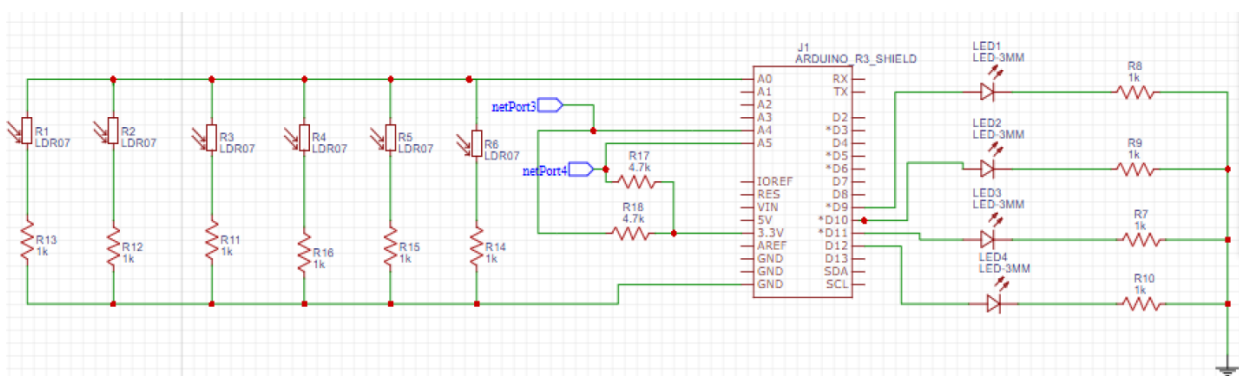 J1
ARDUINO_R3_SHIELD
A0
A1
A2
A3
A4
A5
IOREF
RES
VIN
5V
3.3V
AREF
GND
GND
GND
RX
TX
D2
*D3
D4
*D5
*D6
D7
D8
*D9
*D10
*D11
D12
D13
SDA
SCL
R1
LDR07
R2
LDR07
R3
LDR07
R4
LDR07
R5
LDR07
R6
LDR07
R13
1k
R12
1k
R11
1k
R16
1k
R15
1k
R14
1k
netPort3
netPort4
R17
4.7k
R18
4.7k
LED1
LED-3MM
R8
1k
LED2
LED-3MM
R9
1k
LED3
LED-3MM
R7
1k
LED4
LED-3MM
R10
1k